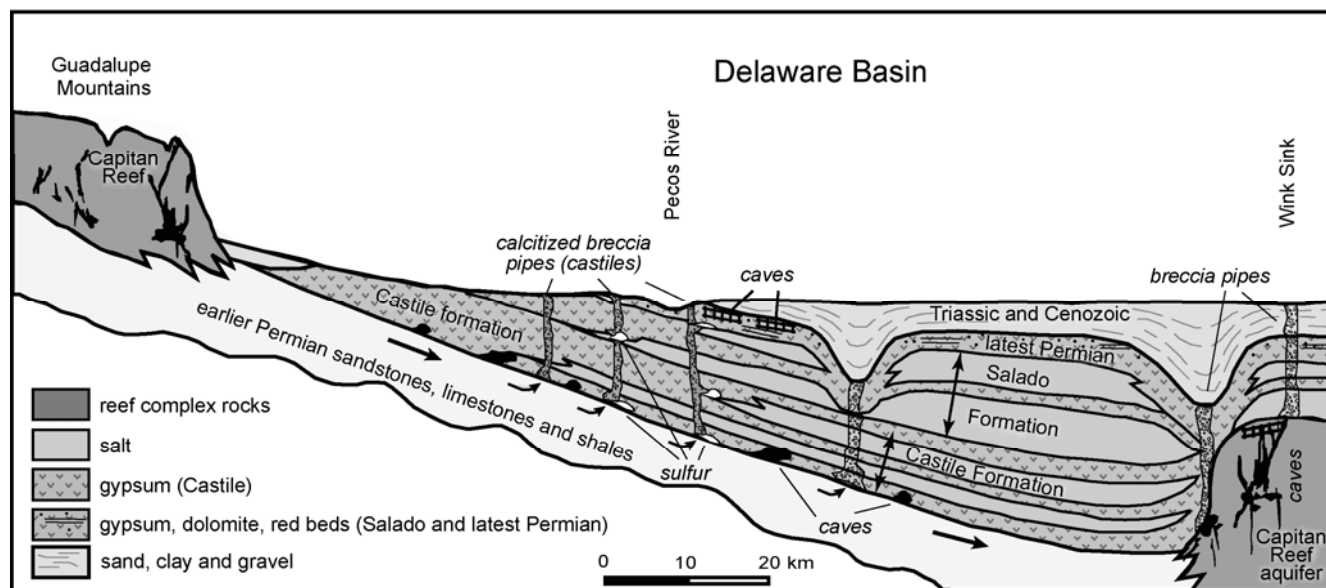 Guadalupe
Mountains
Delaware Basin
Capitan
Reef
Pecos River
Wink Sink
calcitized breccia
pipes (castiles)
caves
breccia pipes
Triassic and Cenozoic
latest Permian
Castile formation
Salado
Formation
earlier Permian sandstones, limestones and shales
Castile Formation
sulfur
caves
caves
Capitan
Reef
aquifer
reef complex rocks
salt
gypsum (Castile)
gypsum, dolomite, red beds (Salado and latest Permian)
sand, clay and gravel
0 10 20 km